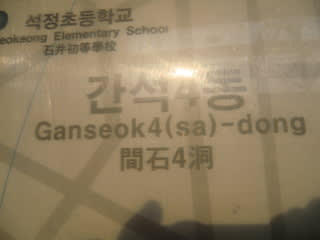 석정초등학교
eokseong Elementary School
石井初等學校
간석4동
Ganseok4(sa)-dong
間石4洞